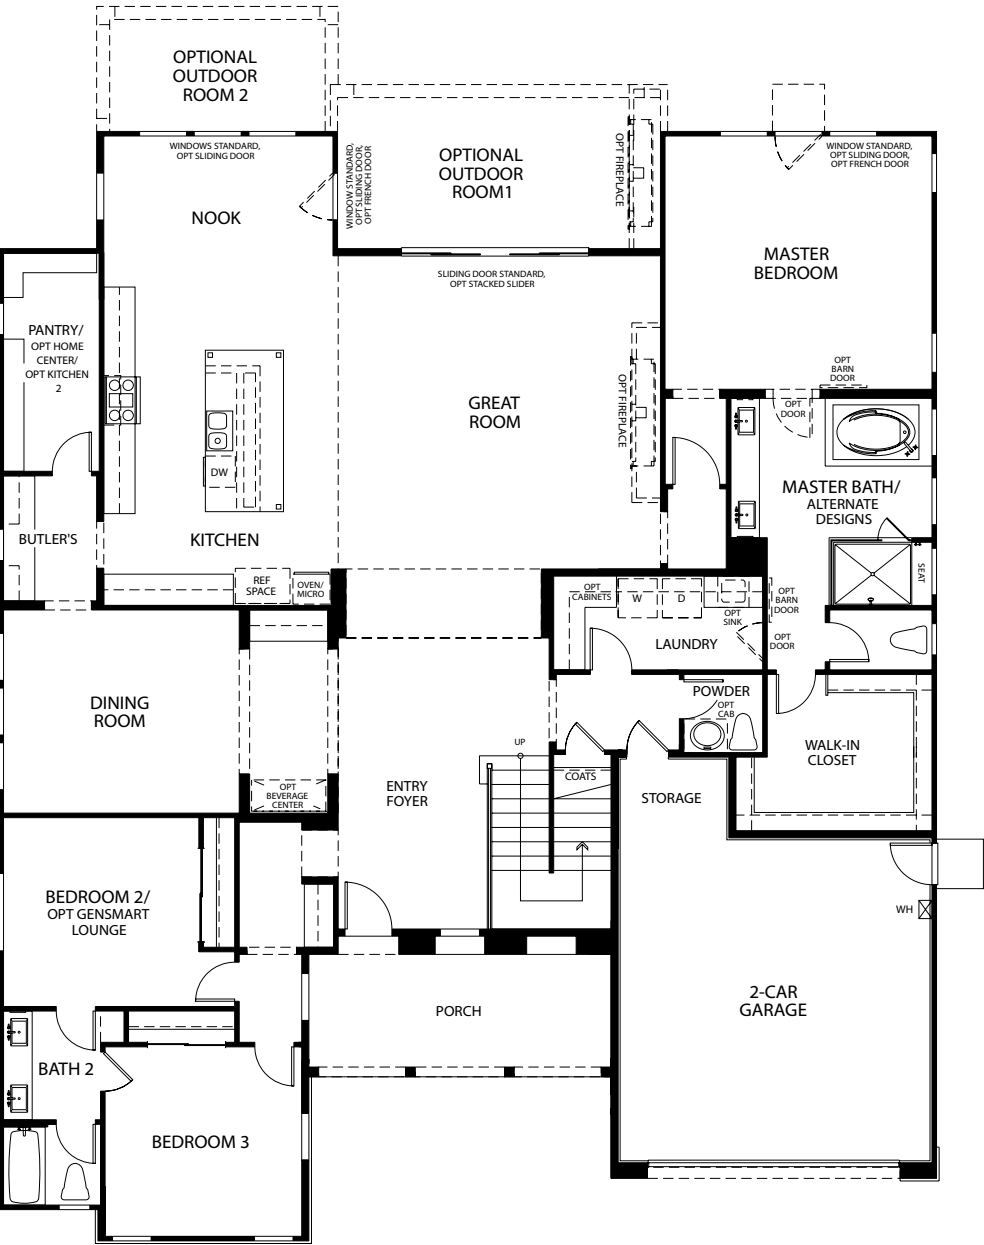 OPTIONAL
OUTDOOR
ROOM 2
WINDOWS STANDARD,
OPT SLIDING DOOR
WINDOW STANDARD,
OPT SLIDING DOOR,
OPT FRENCH DOOR
OPTIONAL
OUTDOOR
ROOM1
OPT FIREPLACE
WINDOW STANDARD,
OPT SLIDING DOOR,
OPT FRENCH DOOR
NOOK
MASTER
BEDROOM
SLIDING DOOR STANDARD,
OPT STACKED SLIDER
PANTRY/
OPT HOME
CENTER/
OPT KITCHEN
2
GREAT
ROOM
OPT FIREPLACE
OPT
BARN
DOOR
OPT
DOOR
DW
MASTER BATH/
ALTERNATE
DESIGNS
BUTLER'S
KITCHEN
REF
SPACE
OVEN/
MICRO
OPT
CABINETS
W
D
OPT
SINK
OPT
BARN
DOOR
SEAT
LAUNDRY
OPT
DOOR
DINING
ROOM
POWDER
OPT
CAB
WALK-IN
CLOSET
UP
COATS
OPT
BEVERAGE
CENTER
ENTRY
FOYER
STORAGE
BEDROOM 2/
OPT GENSMART
LOUNGE
WH
PORCH
2-CAR
GARAGE
BATH 2
BEDROOM 3